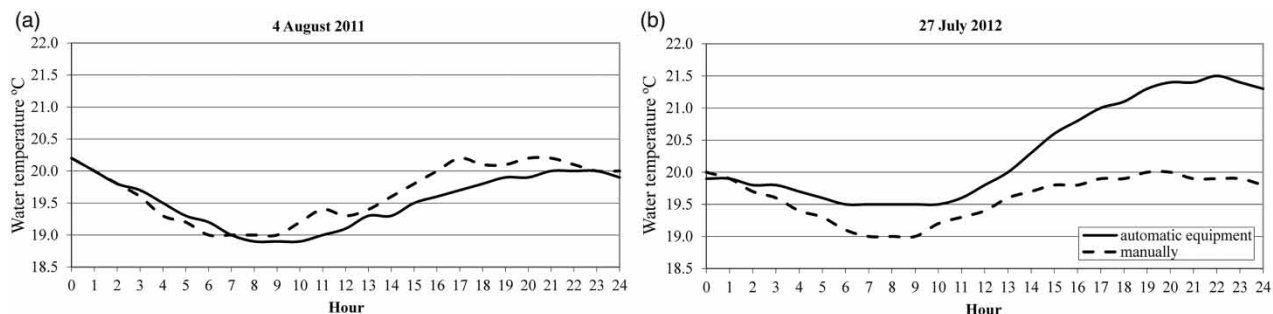 (a)
4 August 2011
22.0
21.5
21.0
20.5
20.0
19.5
19.0
18.5
Water temperature ºC
0 1 2 3 4 5 6 7 8 9 10 11 12 13 14 15 16 17 18 19 20 21 22 23 24
Hour
(b)
27 July 2012
22.0
21.5
21.0
20.5
20.0
19.5
19.0
18.5
Water temperature ºC
automatic equipment
manually
0 1 2 3 4 5 6 7 8 9 10 11 12 13 14 15 16 17 18 19 20 21 22 23 24
Hour